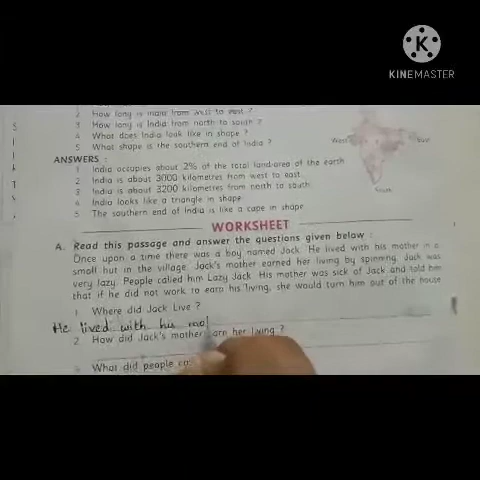 K
KINEMASTER
2 How long is India from west to east ?
3 How long is India from north to south ?
4 What does India look like in shape ?
5 What shape is the southern end of India ?
West
East
South
ANSWERS :
1 India occupies about 2% of the total land-area of the earth
2 India is about 3000 kilometres from west to east
3 India is about 3200 kilometres from north to south
4 India looks like a triangle in shape
5 The southern end of India is like a cape in shape
WORKSHEET
A. Read this passage and answer the questions given below :
Once upon a time there was a boy named Jack. He lived with his mother in a
small hut in the village. Jack's mother earned her living by spinning. Jack was
very lazy. People called him Lazy Jack. His mother was sick of Jack and told him
that if he did not work to earn his living, she would turn him out of the house
1 Where did Jack Live ?
He lived with his mo
2 How did Jack's mother earn her living ?
What did people ca